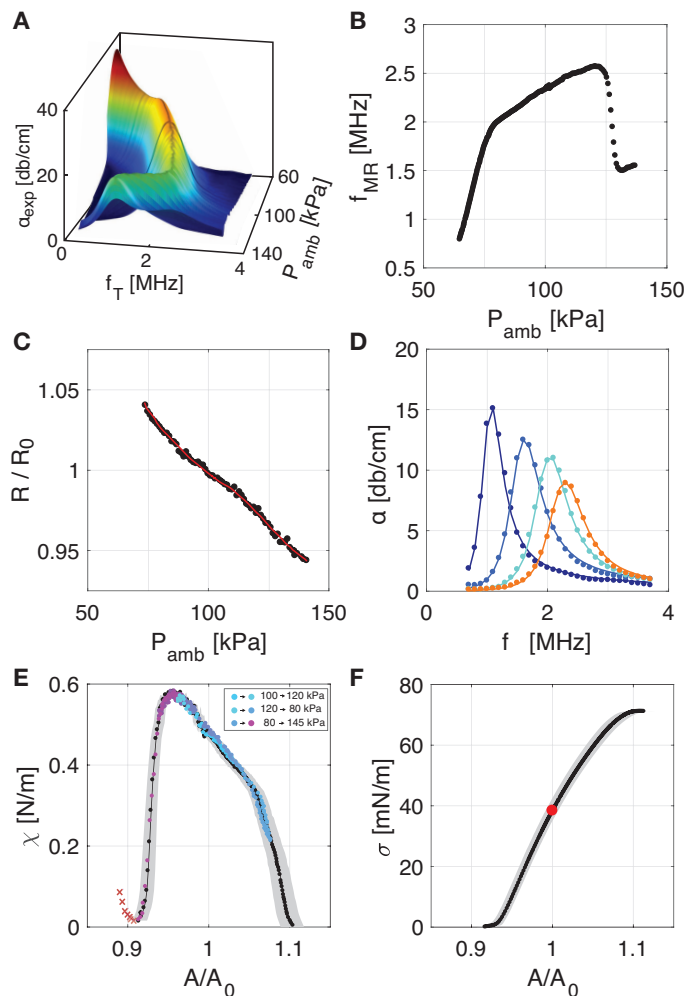 A
40
α_exp [db/cm]
20
0
0
2
4
f_T [MHz]
60
100
140
P_amb [kPa]
B
3
2.5
2
1.5
1
0.5
f_MR [MHz]
50
100
150
P_amb [kPa]
C
1.05
1
0.95
R / R_0
50
100
150
P_amb [kPa]
D
20
15
10
5
0
α [db/cm]
0
2
4
f [MHz]
E
0.6
0.4
0.2
0
χ [N/m]
100→120 kPa
120→80 kPa
80→145 kPa
0.9
1
1.1
A/A_0
F
80
60
40
20
0
σ [mN/m]
0.9
1
1.1
A/A_0